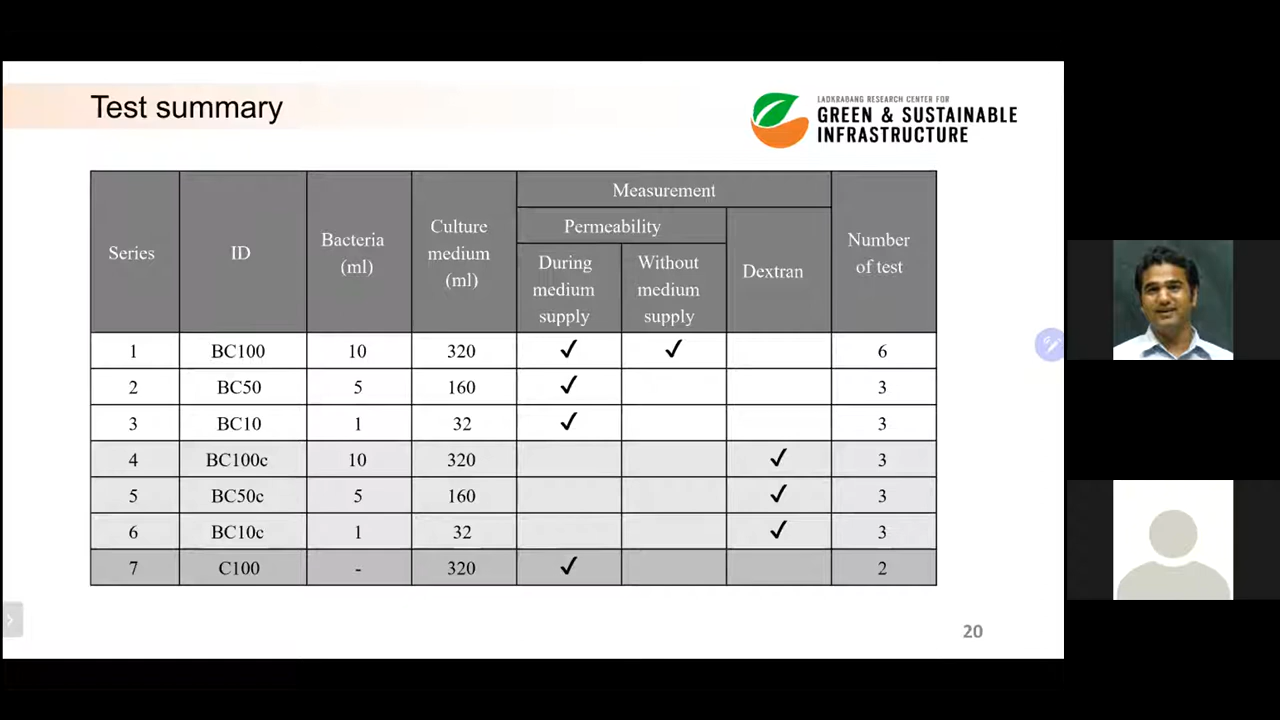 Test summary
LADKRABANG RESEARCH CENTER FOR
GREEN & SUSTAINABLE
INFRASTRUCTURE
Series ID Bacteria (ml) Culture medium (ml) Measurement Number of test
Permeability Dextran
During medium supply Without medium supply
1 BC100 10 320 ✓ ✓ 6
2 BC50 5 160 ✓ 3
3 BC10 1 32 ✓ 3
4 BC100c 10 320 ✓ 3
5 BC50c 5 160 ✓ 3
6 BC10c 1 32 ✓ 3
7 C100 - 320 ✓ 2
20